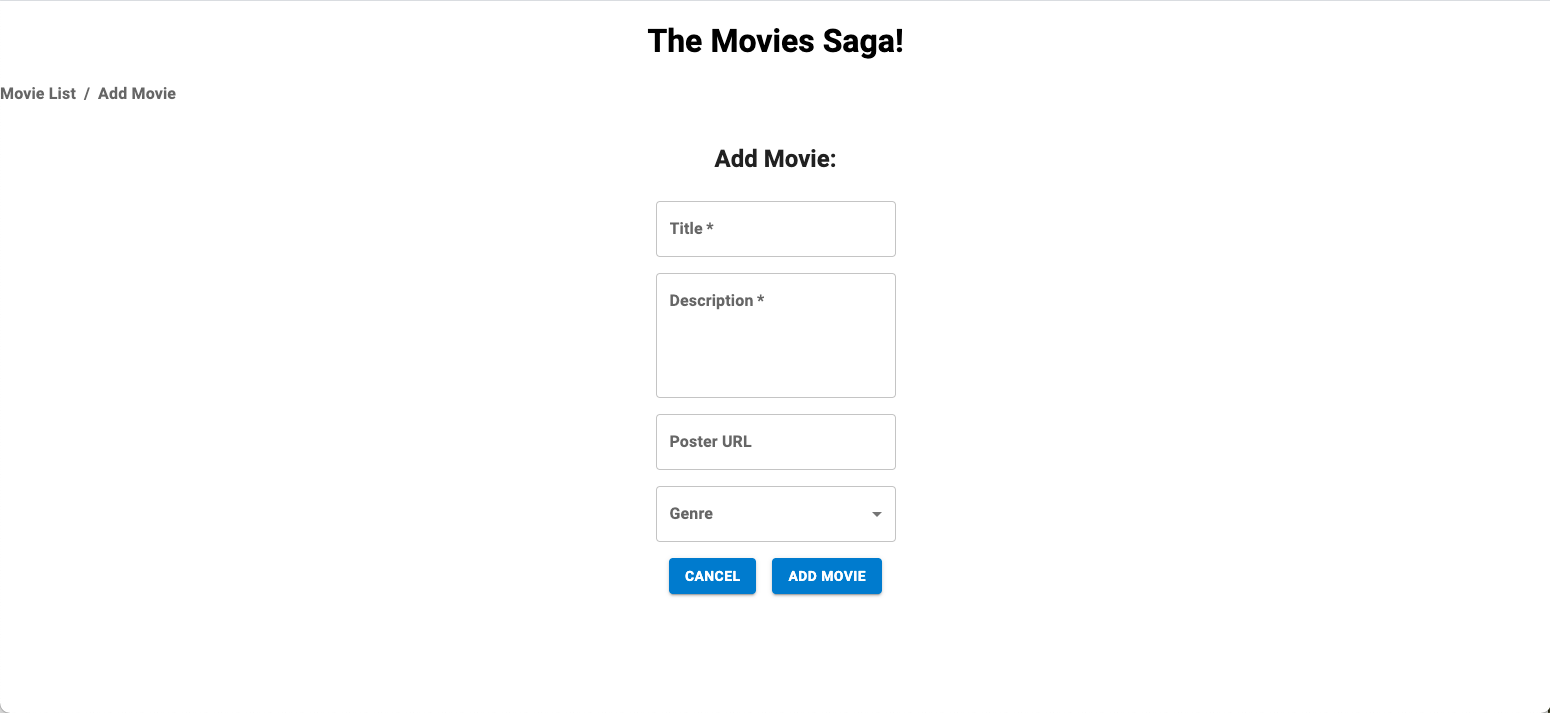 The Movies Saga!
Movie List / Add Movie
Add Movie:
Title *
Description *
Poster URL
Genre
CANCEL ADD MOVIE